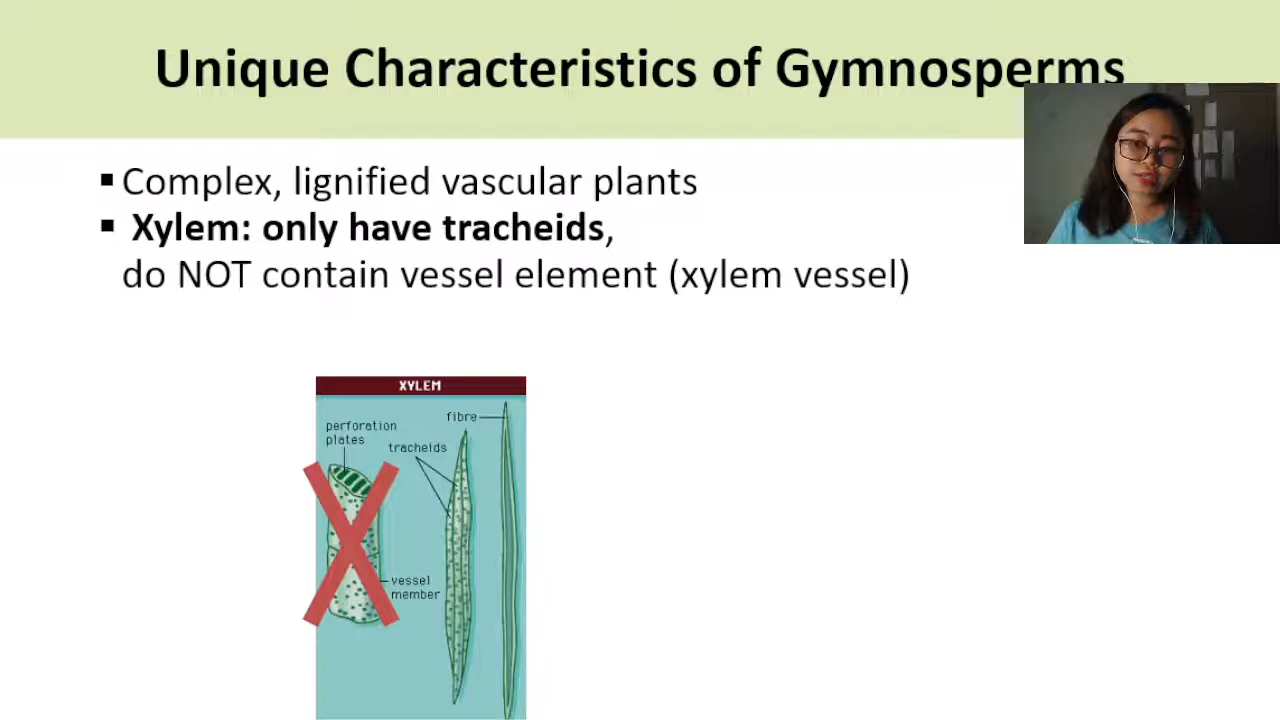 Unique Characteristics of Gymnosperms
▪ Complex, lignified vascular plants
▪ Xylem: only have tracheids,
do NOT contain vessel element (xylem vessel)
XYLEM
fibre
perforation
plates
tracheids
vessel
member